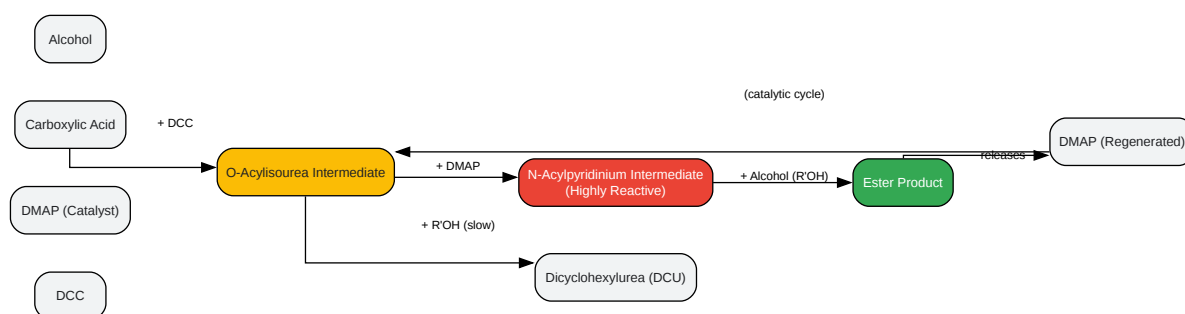 Alcohol
(catalytic cycle)
Carboxylic Acid
+ DCC
DMAP (Regenerated)
releases
O-Acylisourea Intermediate
+ DMAP
N-Acylpyridinium Intermediate
(Highly Reactive)
+ Alcohol (R'OH)
Ester Product
DMAP (Catalyst)
+ R'OH (slow)
Dicyclohexylurea (DCU)
DCC